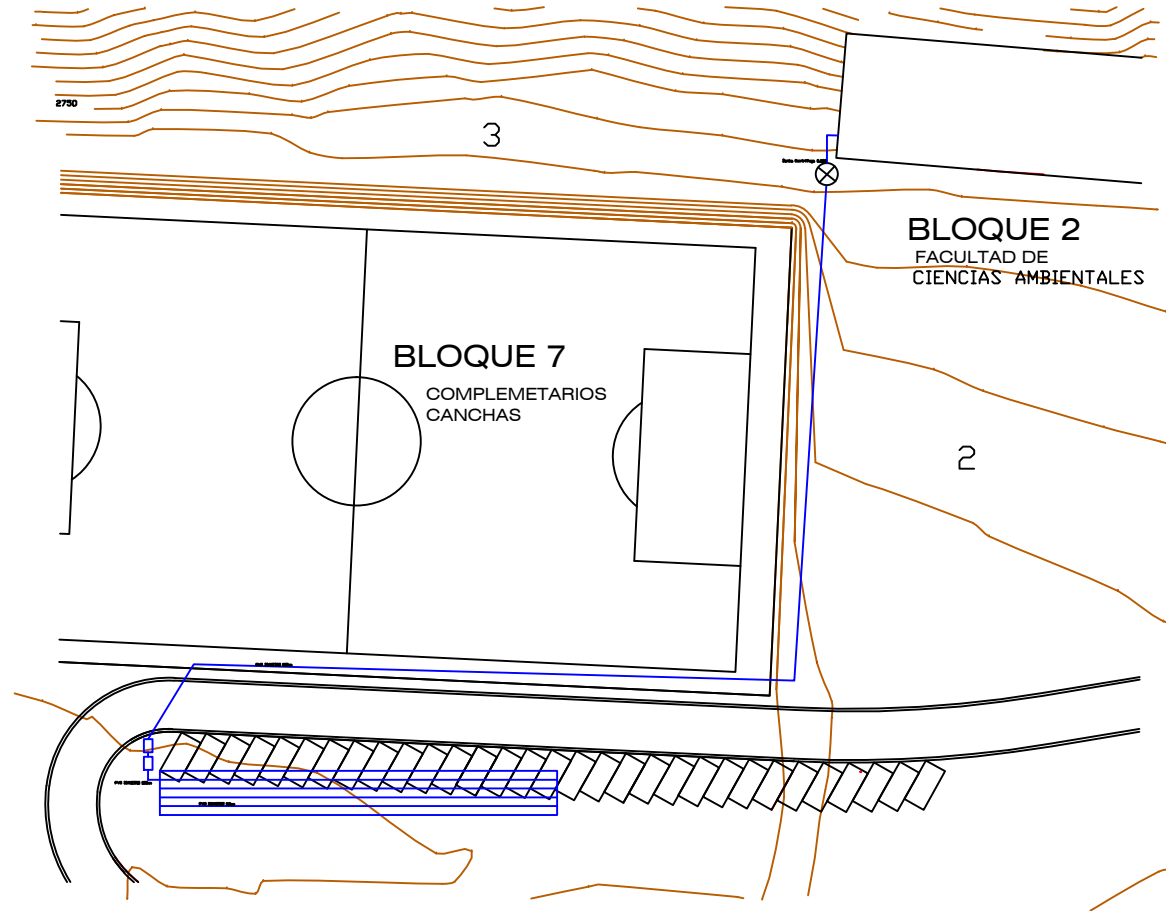 2750
3
BLOQUE 2
FACULTAD DE
CIENCIAS AMBIENTALES
BLOQUE 7
COMPLEMETARIOS
CANCHAS
2